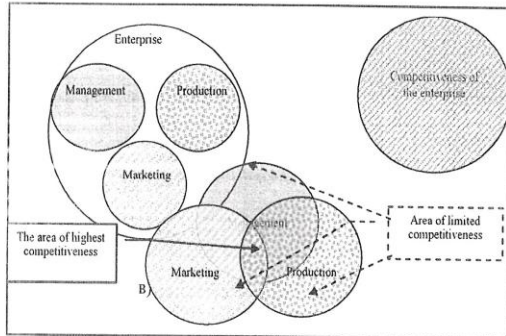 Enterprise
Management
Production
Marketing
Competitiveness of
the enterprise
The area of highest
competitiveness
Area of limited
competitiveness
Marketing
Production
B)